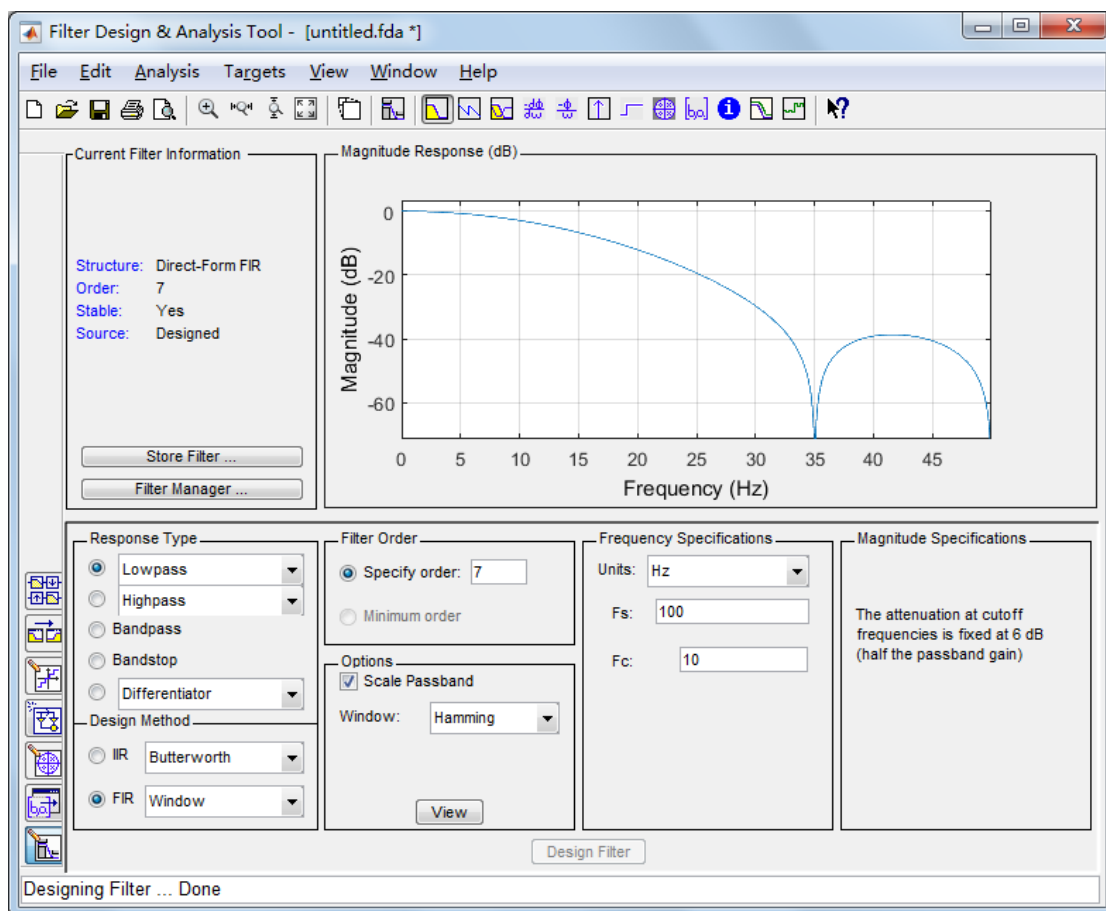 Filter Design & Analysis Tool - [untitled.fda *]
File Edit Analysis Targets View Window Help
Current Filter Information
Structure: Direct-Form FIR
Order: 7
Stable: Yes
Source: Designed
Store Filter ...
Filter Manager ...
Magnitude Response (dB)
Magnitude (dB)
0
-20
-40
-60
0 5 10 15 20 25 30 35 40 45
Frequency (Hz)
Response Type
Lowpass
Highpass
Bandpass
Bandstop
Differentiator
Design Method
IIR Butterworth
FIR Window
Filter Order
Specify order: 7
Minimum order
Options
Scale Passband
Window: Hamming
View
Frequency Specifications
Units: Hz
Fs: 100
Fc: 10
Magnitude Specifications
The attenuation at cutoff
frequencies is fixed at 6 dB
(half the passband gain)
Design Filter
Designing Filter ... Done